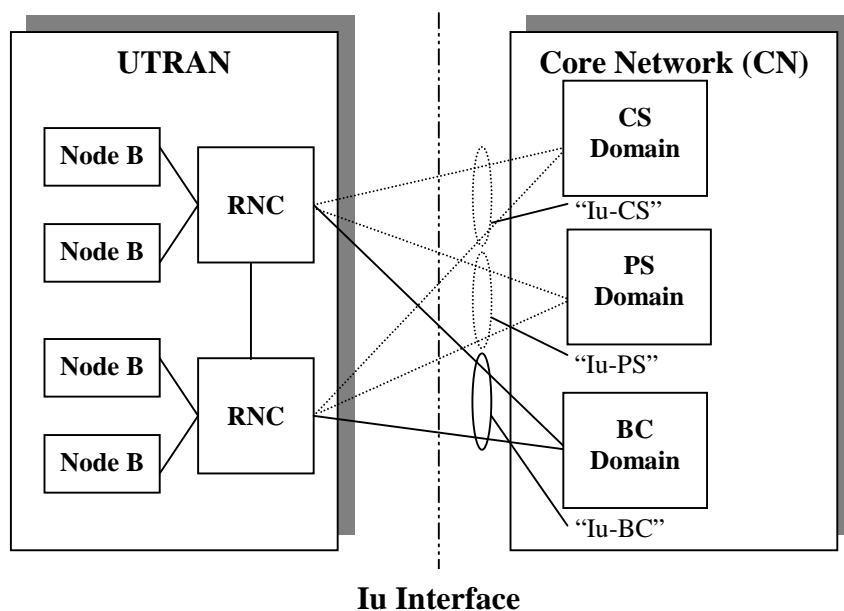 UTRAN
Node B
Node B
RNC
Node B
Node B
RNC
Core Network (CN)
CS
Domain
“Iu-CS”
PS
Domain
“Iu-PS”
BC
Domain
“Iu-BC”
Iu Interface